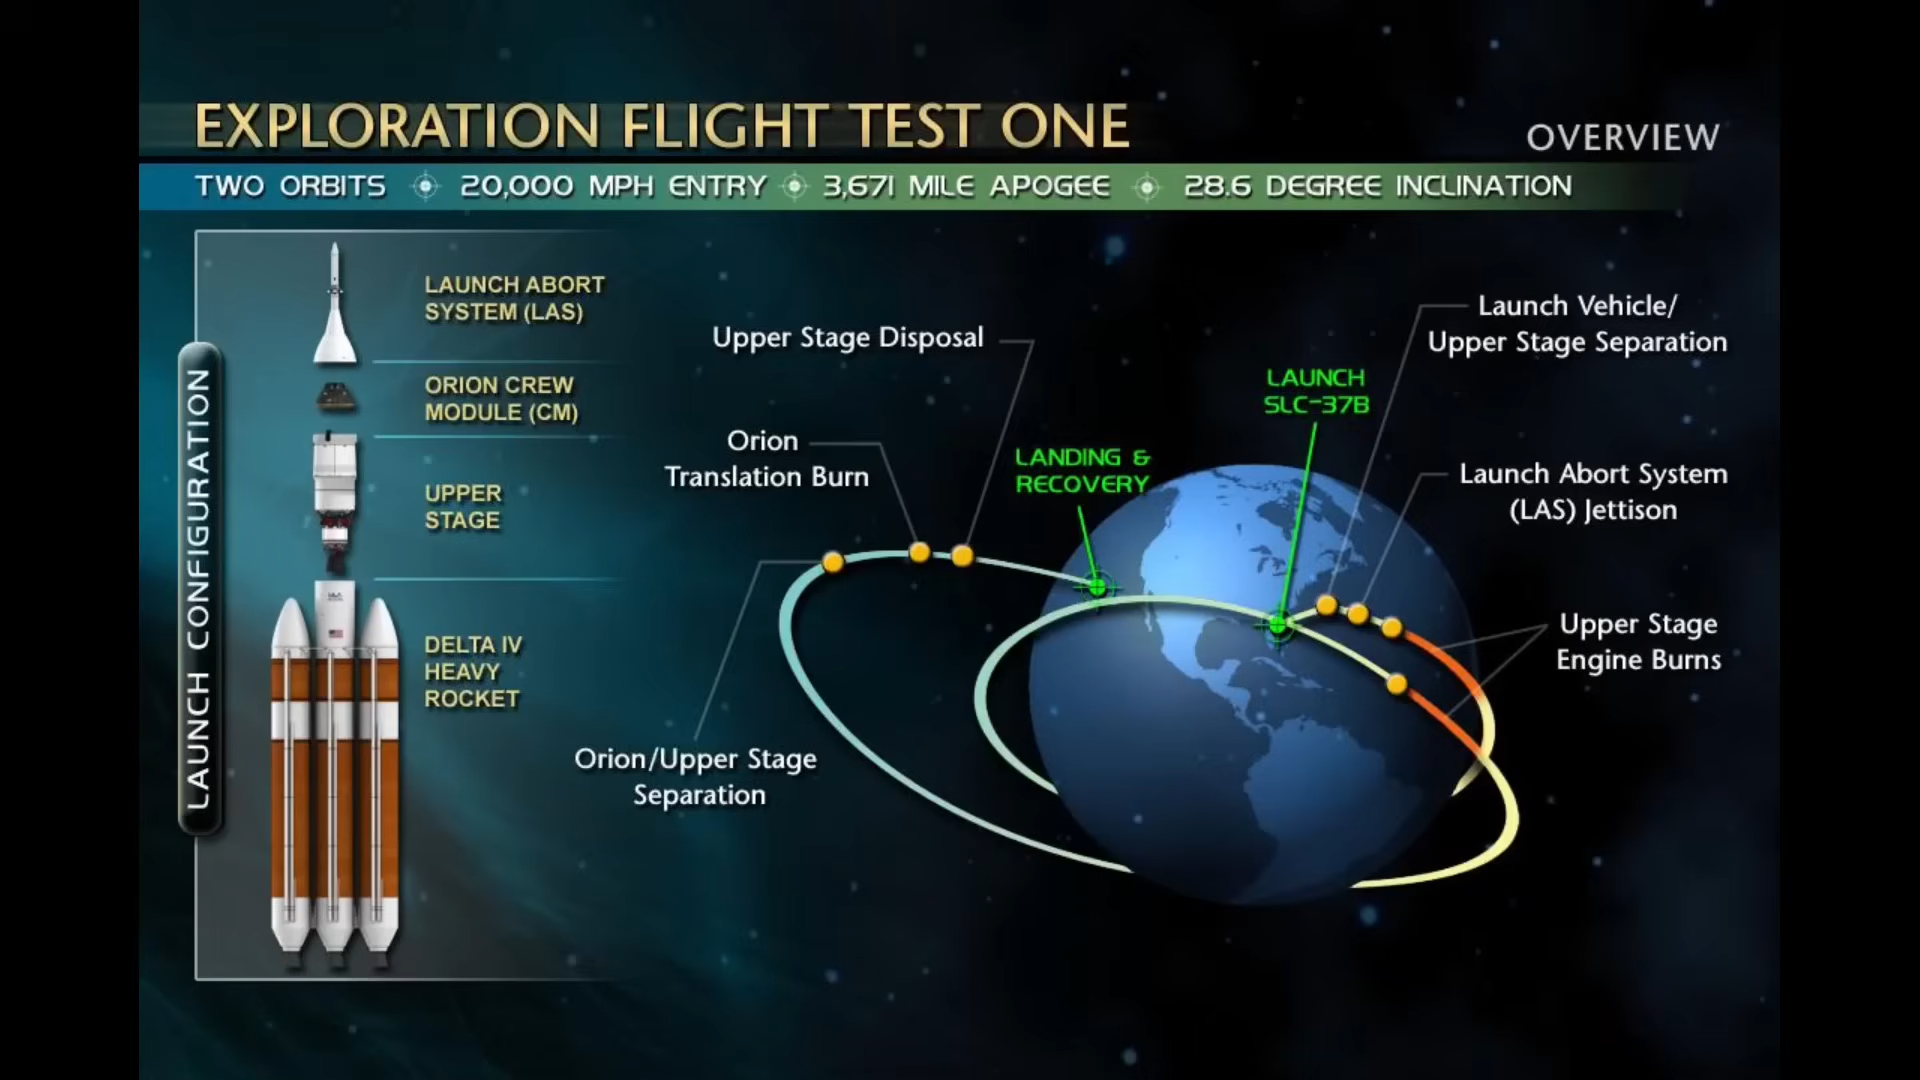 EXPLORATION FLIGHT TEST ONE
OVERVIEW
TWO ORBITS 20,000 MPH ENTRY 3,671 MILE APOGEE 28.6 DEGREE INCLINATION
LAUNCH CONFIGURATION
LAUNCH ABORT
SYSTEM (LAS)
ORION CREW
MODULE (CM)
UPPER
STAGE
DELTA IV
HEAVY
ROCKET
Upper Stage Disposal
Orion
Translation Burn
Orion/Upper Stage
Separation
LANDING &
RECOVERY
LAUNCH
SLC-37B
Launch Vehicle/
Upper Stage Separation
Launch Abort System
(LAS) Jettison
Upper Stage
Engine Burns